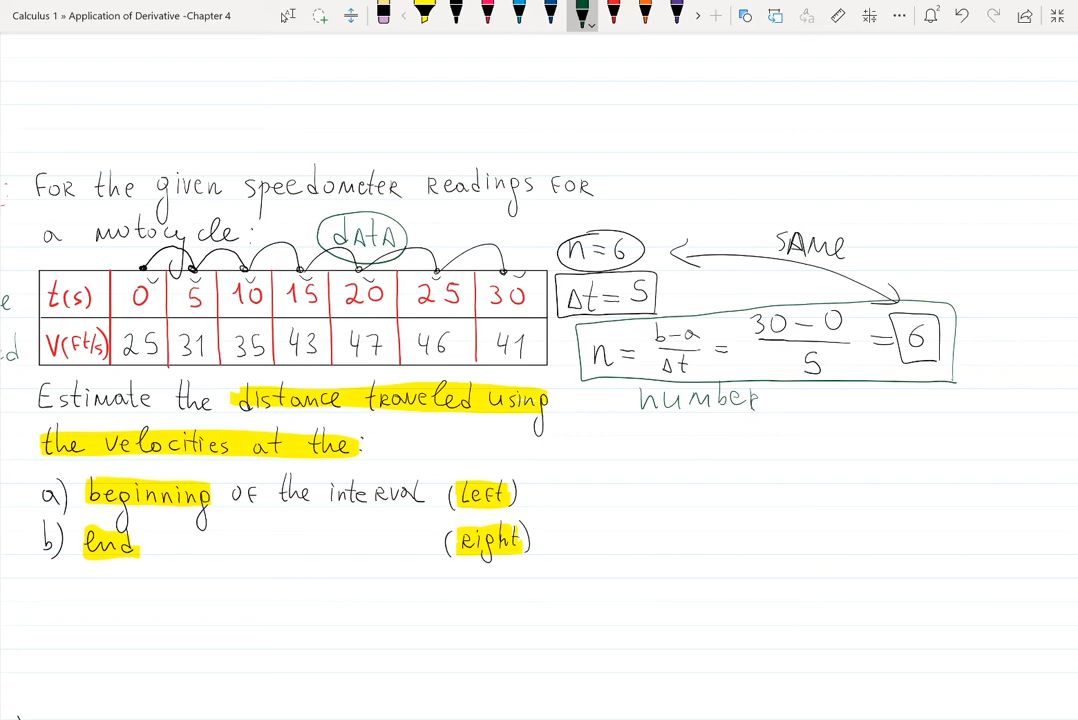 Calculus 1 » Application of Derivative -Chapter 4
For the given speedometer Readings For
a motocycle:
data
n=6
SAME
t(s) 0 5 10 15 20 25 30
Δt = 5
V(Ft/s) 25 31 35 43 47 46 41
n = b-a / Δt = 30 - 0 / 5 = 6
number
Estimate the distance traveled using
the velocities at the:
a) beginning of the interval (Left)
b) end (Right)